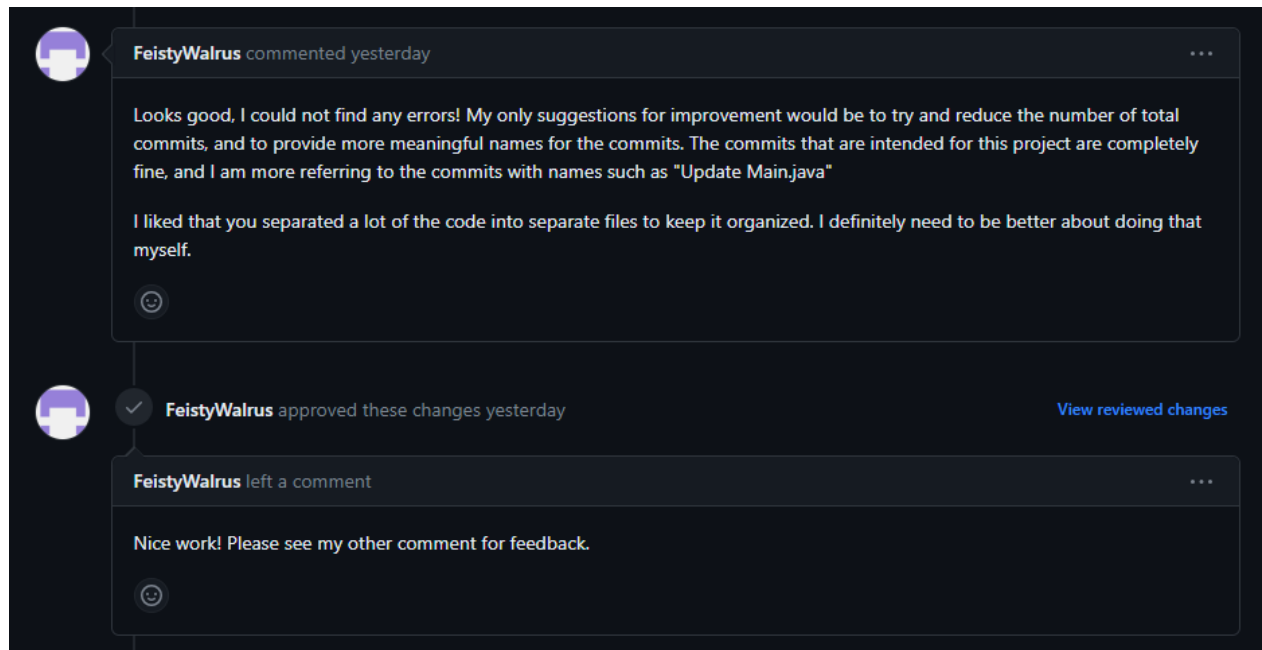 FeistyWalrus commented yesterday
Looks good, I could not find any errors! My only suggestions for improvement would be to try and reduce the number of total
commits, and to provide more meaningful names for the commits. The commits that are intended for this project are completely
fine, and I am more referring to the commits with names such as "Update Main.java"
I liked that you separated a lot of the code into separate files to keep it organized. I definitely need to be better about doing that
myself.
FeistyWalrus approved these changes yesterday
View reviewed changes
FeistyWalrus left a comment
Nice work! Please see my other comment for feedback.